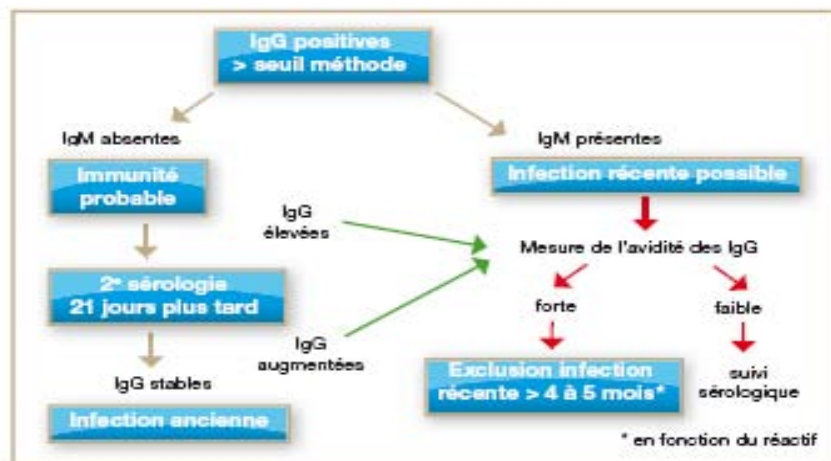 IgG positives
> seuil méthode
IgM absentes
IgM présentes
Immunité
probable
Infection récente possible
IgG
élevées
Mesure de l'avidité des IgG
2e sérologie
21 jours plus tard
forte
faible
IgG
augmentées
IgG stables
Exclusion infection
récente > 4 à 5 mois*
suivi
sérologique
Infection ancienne
* en fonction du réactif